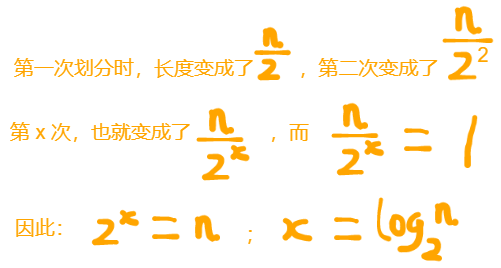 第一次划分时，长度变成了 n/2 ，第二次变成了 n/2²
第 x 次，也就变成了 n/2ˣ ，而 n/2ˣ = 1
因此： 2ˣ = n ； x = log₂ⁿ